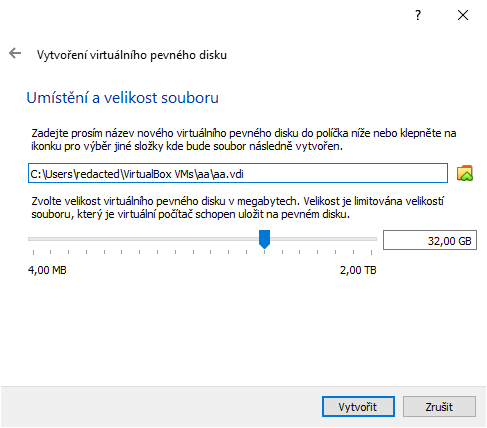 ?
Vytvoření virtuálního pevného disku
Umístění a velikost souboru
Zadejte prosím název nového virtuálního pevného disku do políčka níže nebo klepněte na
ikonku pro výběr jiné složky kde bude soubor následně vytvořen.
C:\Users\redacted\VirtualBox VMs\aa\aa.vdi
Zvolte velikost virtuálního pevného disku v megabytech. Velikost je limitována velikostí
souboru, který je virtuální počítač schopen uložit na pevném disku.
32,00 GB
4,00 MB 2,00 TB
Vytvořit Zrušit